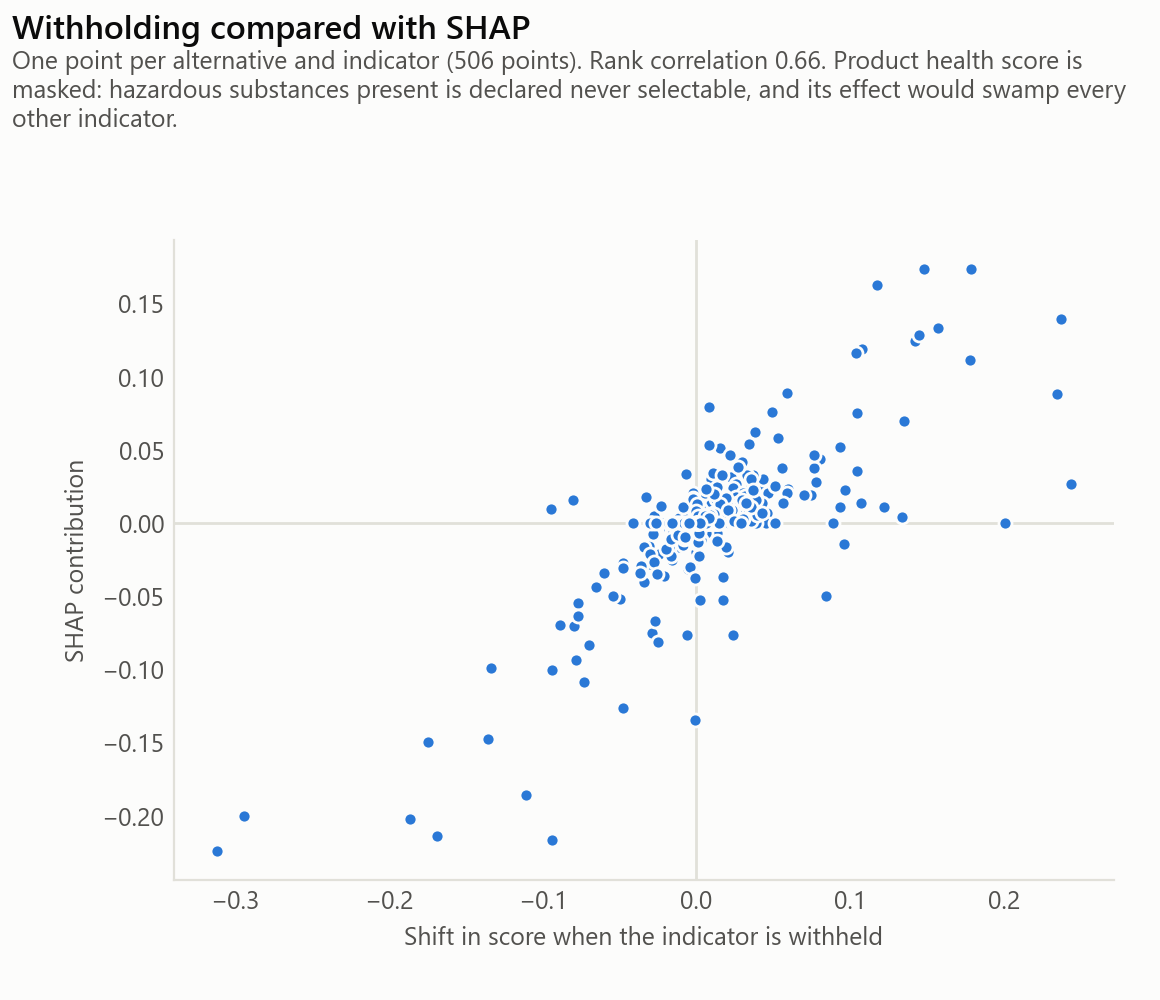 Withholding compared with SHAP
One point per alternative and indicator (506 points). Rank correlation 0.66. Product health score is
masked: hazardous substances present is declared never selectable, and its effect would swamp every
other indicator.
0.15
0.10
0.05
0.00
−0.05
−0.10
−0.15
−0.20
SHAP contribution
−0.3
−0.2
−0.1
0.0
0.1
0.2
Shift in score when the indicator is withheld